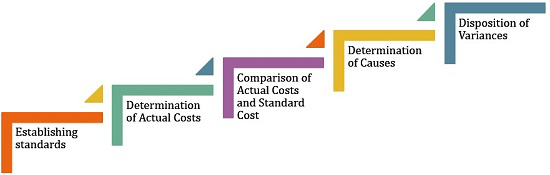 Establishing
standards
Determination
of Actual Costs
Comparison of
Actual Costs
and Standard
Cost
Determination
of Causes
Disposition of
Variances